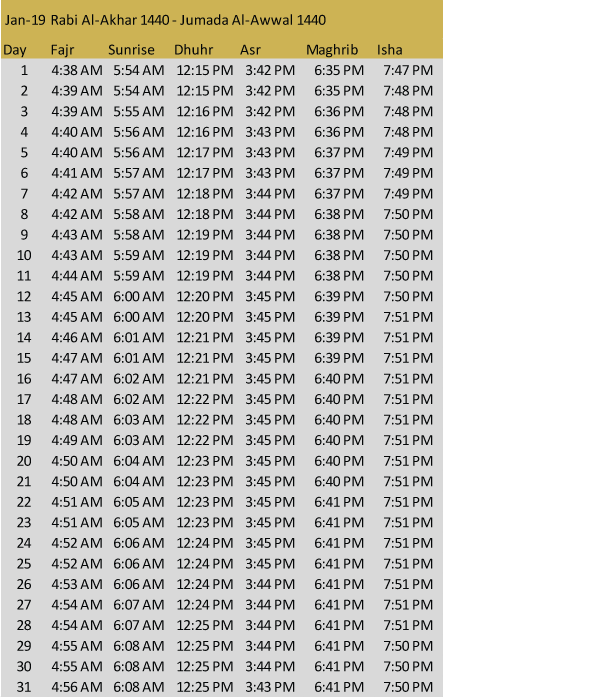 Jan-19 Rabi Al-Akhar 1440 - Jumada Al-Awwal 1440
Day Fajr Sunrise Dhuhr Asr Maghrib Isha
1 4:38 AM 5:54 AM 12:15 PM 3:42 PM 6:35 PM 7:47 PM
2 4:39 AM 5:54 AM 12:15 PM 3:42 PM 6:35 PM 7:48 PM
3 4:39 AM 5:55 AM 12:16 PM 3:42 PM 6:36 PM 7:48 PM
4 4:40 AM 5:56 AM 12:16 PM 3:43 PM 6:36 PM 7:48 PM
5 4:40 AM 5:56 AM 12:17 PM 3:43 PM 6:37 PM 7:49 PM
6 4:41 AM 5:57 AM 12:17 PM 3:43 PM 6:37 PM 7:49 PM
7 4:42 AM 5:57 AM 12:18 PM 3:44 PM 6:37 PM 7:49 PM
8 4:42 AM 5:58 AM 12:18 PM 3:44 PM 6:38 PM 7:50 PM
9 4:43 AM 5:58 AM 12:19 PM 3:44 PM 6:38 PM 7:50 PM
10 4:43 AM 5:59 AM 12:19 PM 3:44 PM 6:38 PM 7:50 PM
11 4:44 AM 5:59 AM 12:19 PM 3:44 PM 6:38 PM 7:50 PM
12 4:45 AM 6:00 AM 12:20 PM 3:45 PM 6:39 PM 7:50 PM
13 4:45 AM 6:00 AM 12:20 PM 3:45 PM 6:39 PM 7:51 PM
14 4:46 AM 6:01 AM 12:21 PM 3:45 PM 6:39 PM 7:51 PM
15 4:47 AM 6:01 AM 12:21 PM 3:45 PM 6:39 PM 7:51 PM
16 4:47 AM 6:02 AM 12:21 PM 3:45 PM 6:40 PM 7:51 PM
17 4:48 AM 6:02 AM 12:22 PM 3:45 PM 6:40 PM 7:51 PM
18 4:48 AM 6:03 AM 12:22 PM 3:45 PM 6:40 PM 7:51 PM
19 4:49 AM 6:03 AM 12:22 PM 3:45 PM 6:40 PM 7:51 PM
20 4:50 AM 6:04 AM 12:23 PM 3:45 PM 6:40 PM 7:51 PM
21 4:50 AM 6:04 AM 12:23 PM 3:45 PM 6:40 PM 7:51 PM
22 4:51 AM 6:05 AM 12:23 PM 3:45 PM 6:41 PM 7:51 PM
23 4:51 AM 6:05 AM 12:23 PM 3:45 PM 6:41 PM 7:51 PM
24 4:52 AM 6:06 AM 12:24 PM 3:45 PM 6:41 PM 7:51 PM
25 4:52 AM 6:06 AM 12:24 PM 3:45 PM 6:41 PM 7:51 PM
26 4:53 AM 6:06 AM 12:24 PM 3:44 PM 6:41 PM 7:51 PM
27 4:54 AM 6:07 AM 12:24 PM 3:44 PM 6:41 PM 7:51 PM
28 4:54 AM 6:07 AM 12:25 PM 3:44 PM 6:41 PM 7:51 PM
29 4:55 AM 6:08 AM 12:25 PM 3:44 PM 6:41 PM 7:50 PM
30 4:55 AM 6:08 AM 12:25 PM 3:44 PM 6:41 PM 7:50 PM
31 4:56 AM 6:08 AM 12:25 PM 3:43 PM 6:41 PM 7:50 PM